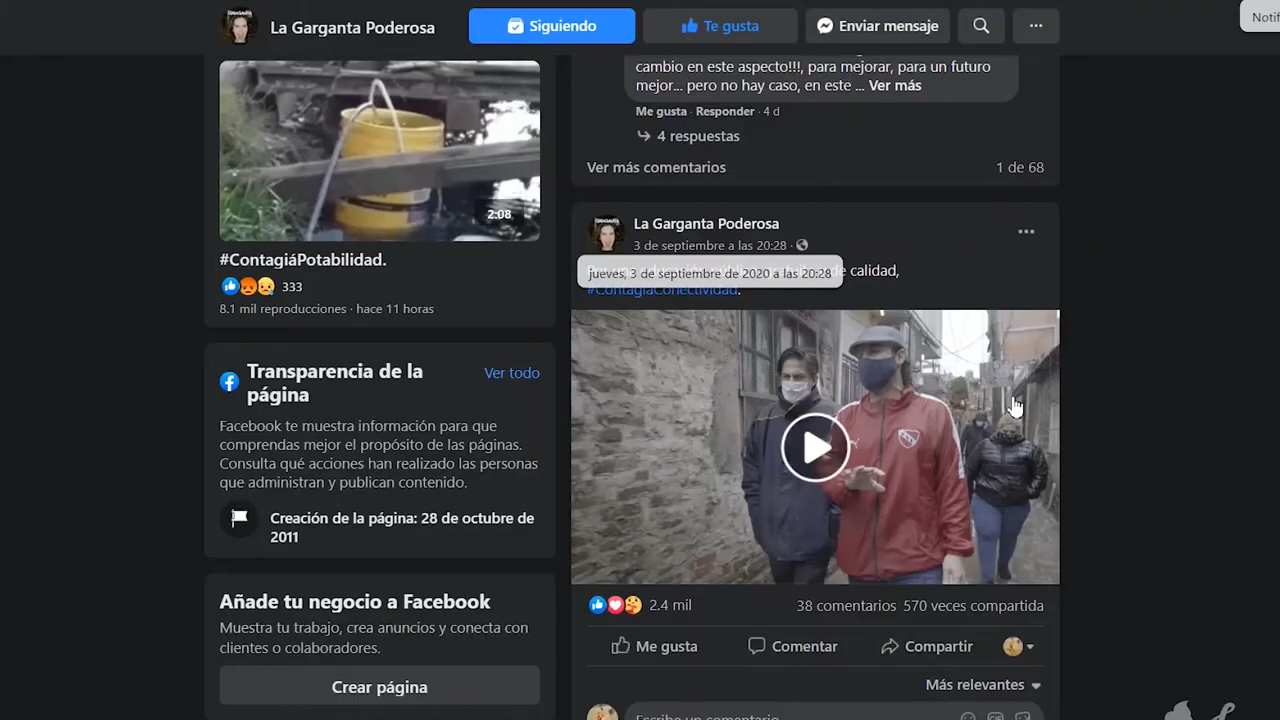 La Garganta Poderosa
Siguiendo
Te gusta
Enviar mensaje
Notif
2:08
#ContagiáPotabilidad.
333
8.1 mil reproducciones · hace 11 horas
Transparencia de la página
Ver todo
Facebook te muestra información para que
comprendas mejor el propósito de las páginas.
Consulta qué acciones han realizado las personas
que administran y publican contenido.
Creación de la página: 28 de octubre de
2011
Añade tu negocio a Facebook
Muestra tu trabajo, crea anuncios y conecta con
clientes o colaboradores.
Crear página
cambio en este aspecto!!!, para mejorar, para un futuro
mejor... pero no hay caso, en este ... Ver más
Me gusta · Responder · 4 d
4 respuestas
Ver más comentarios
1 de 68
La Garganta Poderosa
3 de septiembre a las 20:28 ·
jueves, 3 de septiembre de 2020 a las 20:28
de calidad,
#ContagiáConectividad.
2.4 mil
38 comentarios 570 veces compartida
Me gusta
Comentar
Compartir
Más relevantes
Escribe un comentario